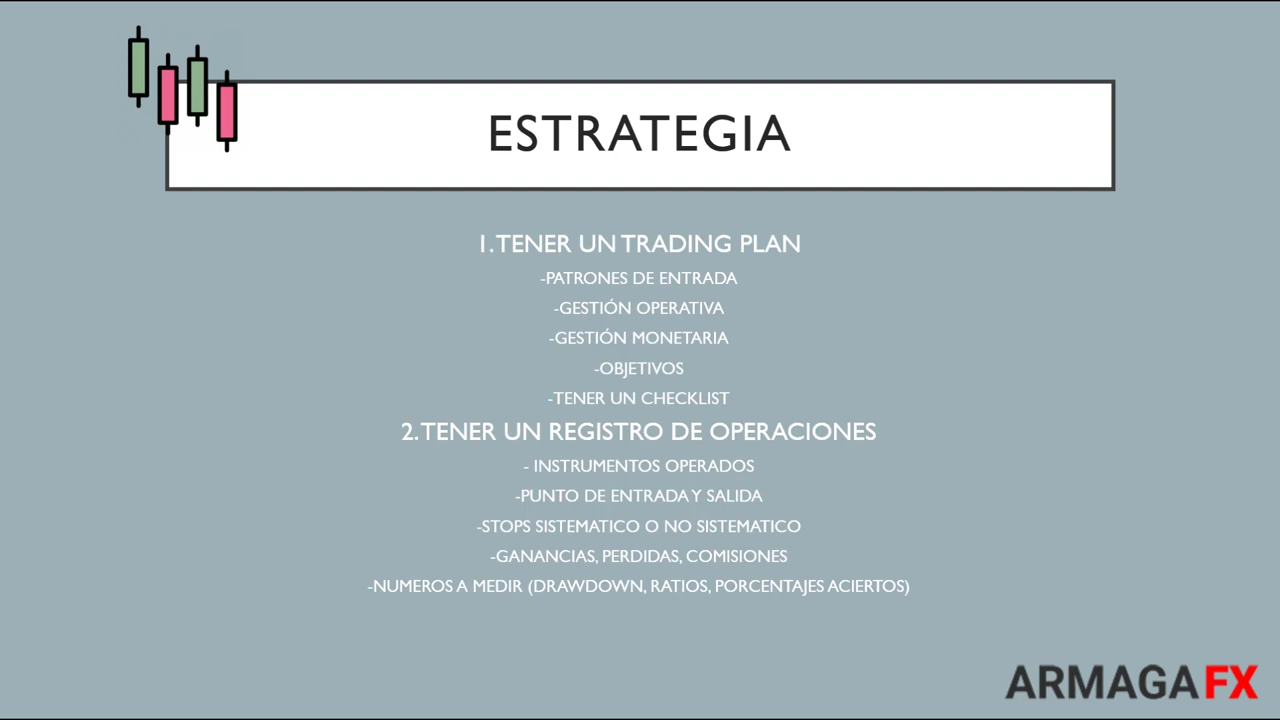 ESTRATEGIA
1. TENER UN TRADING PLAN
-PATRONES DE ENTRADA
-GESTIÓN OPERATIVA
-GESTIÓN MONETARIA
-OBJETIVOS
-TENER UN CHECKLIST
2. TENER UN REGISTRO DE OPERACIONES
- INSTRUMENTOS OPERADOS
-PUNTO DE ENTRADA Y SALIDA
-STOPS SISTEMATICO O NO SISTEMATICO
-GANANCIAS, PERDIDAS, COMISIONES
-NUMEROS A MEDIR (DRAWDOWN, RATIOS, PORCENTAJES ACIERTOS)
ARMAGA FX